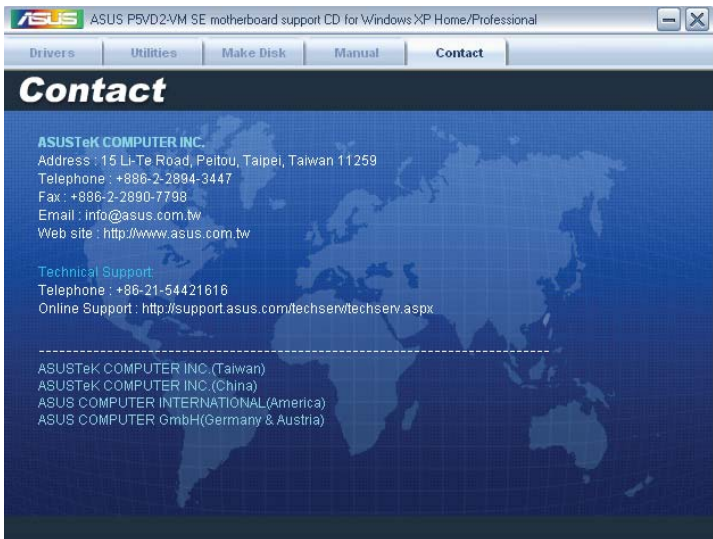 ASUS
ASUS P5VD2-VM SE motherboard support CD for Windows XP Home/Professional
Drivers Utilities Make Disk Manual Contact
Contact
ASUSTeK COMPUTER INC.
Address : 15 Li-Te Road, Peitou, Taipei, Taiwan 11259
Telephone : +886-2-2894-3447
Fax : +886-2-2890-7798
Email : info@asus.com.tw
Web site : http://www.asus.com.tw
Technical Support:
Telephone : +86-21-54421616
Online Support : http://support.asus.com/techserv/techserv.aspx
ASUSTeK COMPUTER INC.(Taiwan)
ASUSTeK COMPUTER INC.(China)
ASUS COMPUTER INTERNATIONAL(America)
ASUS COMPUTER GmbH(Germany & Austria)